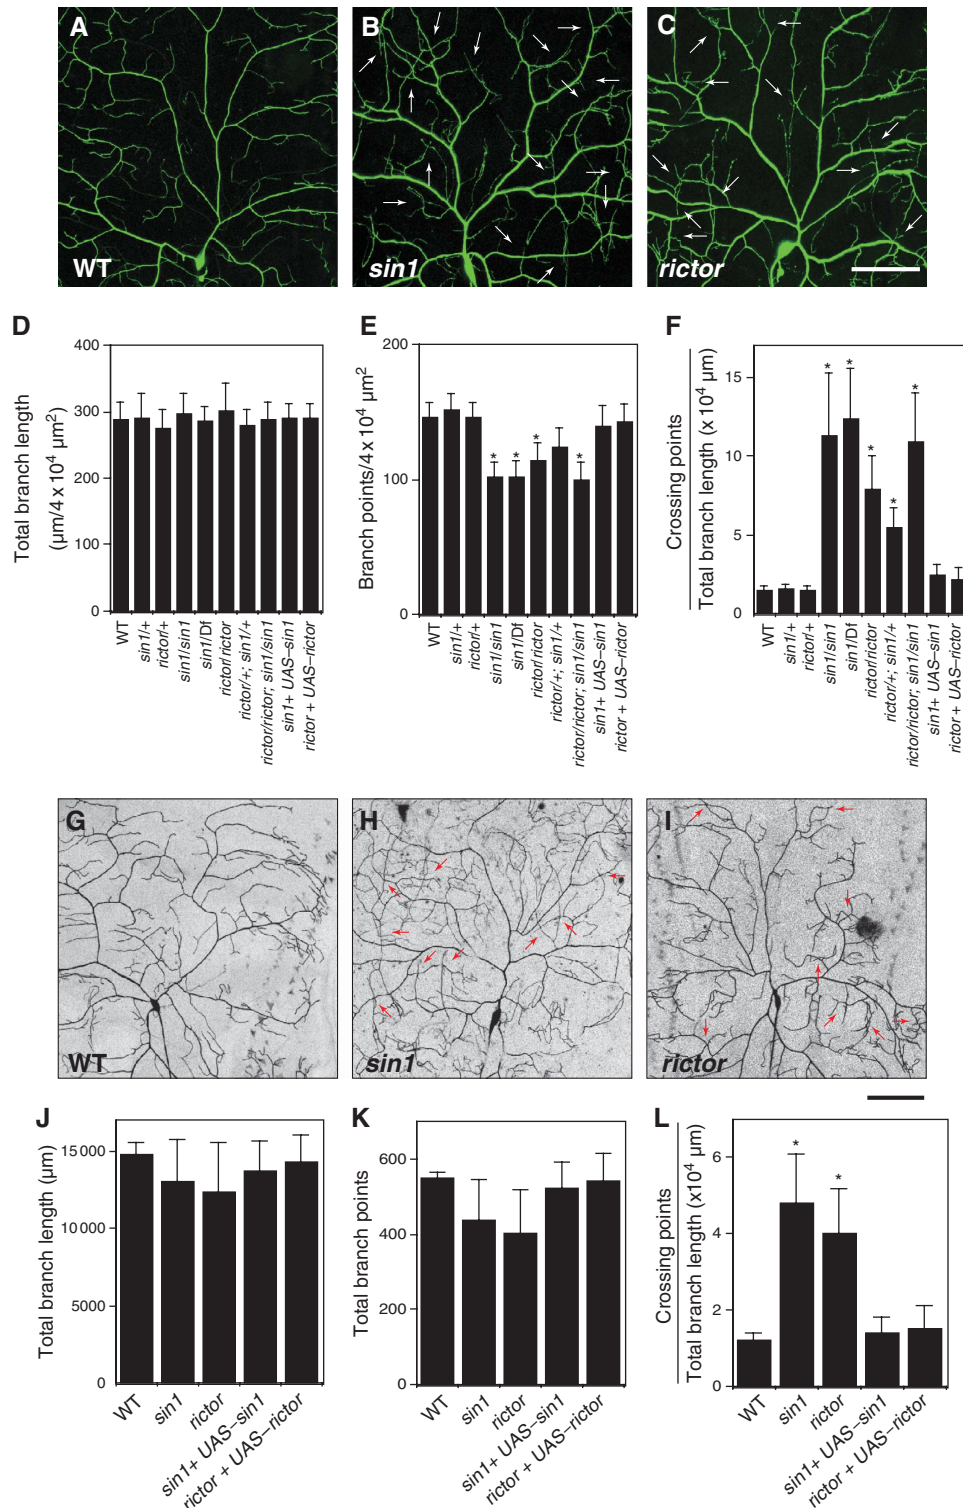 A
B
C
WT
sin1
rictor
D
E
F
Total branch length
(µm/4 x 10⁴ µm²)
400
300
200
100
0
WT
sin1/+
rictor/+
sin1/sin1
sin1/Df
rictor/rictor
rictor/+; sin1/+
rictor/rictor; sin1/sin1
sin1+ UAS–sin1
rictor + UAS–rictor
Branch points/4 x 10⁴ µm²
200
100
0
* * * *
WT
sin1/+
rictor/+
sin1/sin1
sin1/Df
rictor/rictor
rictor/+; sin1/+
rictor/rictor; sin1/sin1
sin1+ UAS–sin1
rictor + UAS–rictor
Crossing points
Total branch length (x 10⁴ µm)
15
10
5
0
* * * * *
WT
sin1/+
rictor/+
sin1/sin1
sin1/Df
rictor/rictor
rictor/+; sin1/+
rictor/rictor; sin1/sin1
sin1+ UAS–sin1
rictor + UAS–rictor
G
H
I
WT
sin1
rictor
J
K
L
Total branch length (µm)
15000
10000
5000
0
WT
sin1
rictor
sin1+ UAS–sin1
rictor + UAS–rictor
Total branch points
600
400
200
0
WT
sin1
rictor
sin1+ UAS–sin1
rictor + UAS–rictor
Crossing points
Total branch length (x10⁴ µm)
6
4
2
0
* *
WT
sin1
rictor
sin1+ UAS–sin1
rictor + UAS–rictor